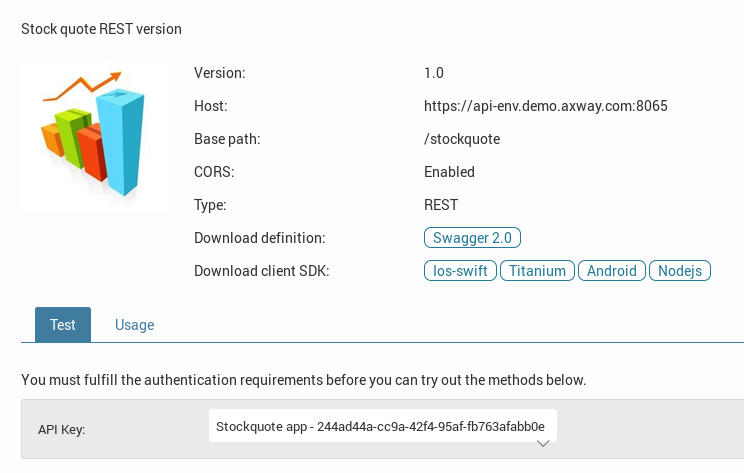 Stock quote REST version
Version: 1.0
Host: https://api-env.demo.axway.com:8065
Base path: /stockquote
CORS: Enabled
Type: REST
Download definition: Swagger 2.0
Download client SDK: Ios-swift Titanium Android Nodejs
Test Usage
You must fulfill the authentication requirements before you can try out the methods below.
API Key: Stockquote app - 244ad44a-cc9a-42f4-95af-fb763afabb0e